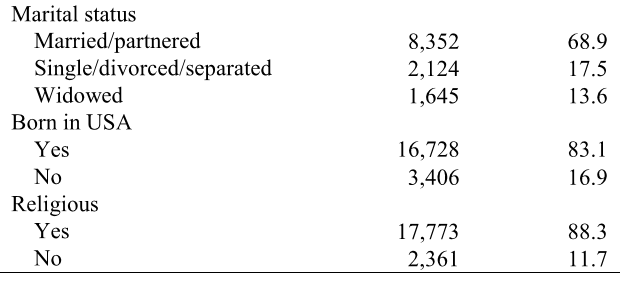 Marital status
Married/partnered 8,352 68.9
Single/divorced/separated 2,124 17.5
Widowed 1,645 13.6
Born in USA
Yes 16,728 83.1
No 3,406 16.9
Religious
Yes 17,773 88.3
No 2,361 11.7